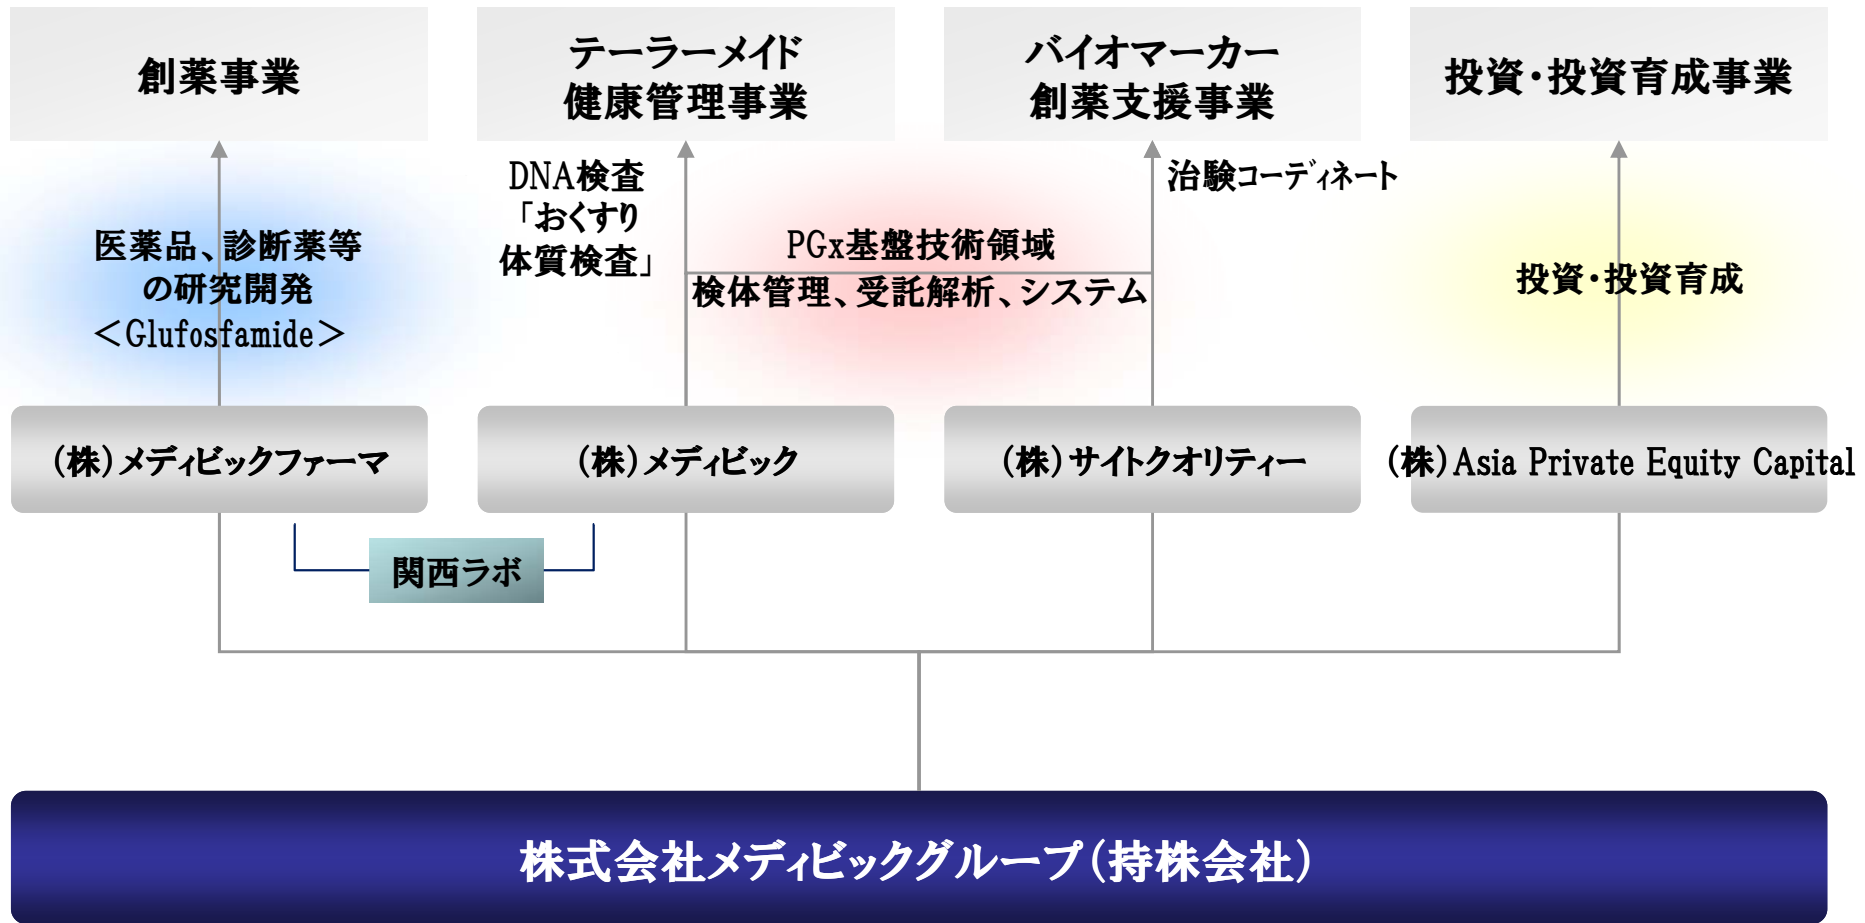 創薬事業
テーラーメイド
健康管理事業
バイオマーカー
創薬支援事業
投資・投資育成事業
DNA検査
「おくすり
体質検査」
治験コーディネート
医薬品、診断薬等
の研究開発
＜Glufosfamide＞
PGx基盤技術領域
検体管理、受託解析、システム
投資・投資育成
（株）メディビックファーマ
（株）メディビック
（株）サイトクオリティー
（株）Asia Private Equity Capital
関西ラボ
株式会社メディビックグループ（持株会社）